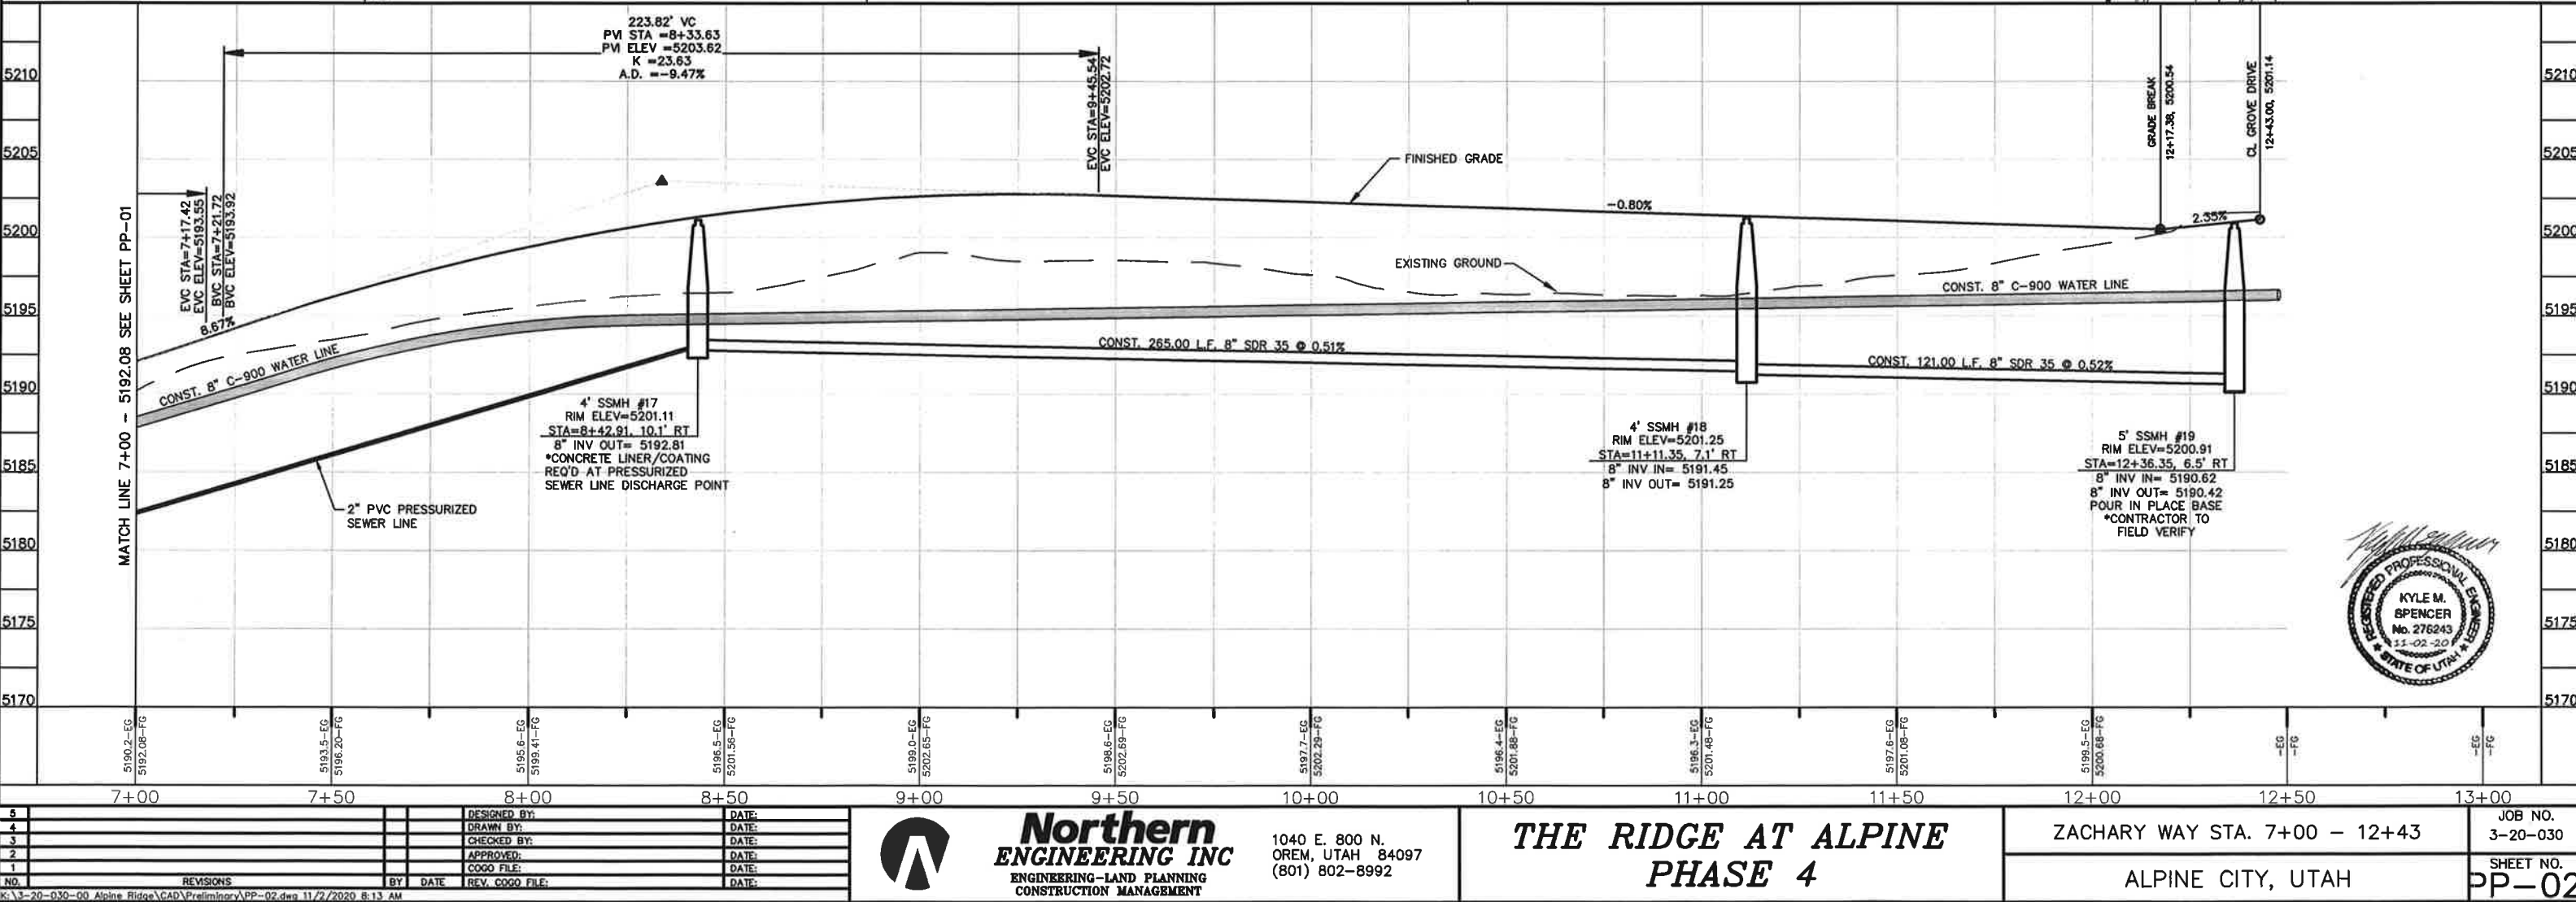 223.82' VC
PVI STA =8+33.63
PVI ELEV =5203.62
K =23.63
A.D. =-9.47%
5210
5205
5200
5195
5190
5185
5180
5175
5170
MATCH LINE 7+00 - 5192.08 SEE SHEET PP-01
EVC STA=7+17.42
EVC ELEV=5193.55
BVC STA=7+21.72
BVC ELEV=5193.92
8.67%
EVC STA=9+45.54
EVC ELEV=5202.72
FINISHED GRADE
-0.80%
GRADE BREAK
12+17.38, 5200.54
CL GROVE DRIVE
12+43.00, 5201.14
2.35%
EXISTING GROUND
CONST. 8" C-900 WATER LINE
CONST. 8" C-900 WATER LINE
CONST. 265.00 L.F. 8" SDR 35 @ 0.51%
CONST. 121.00 L.F. 8" SDR 35 @ 0.52%
4' SSMH #17
RIM ELEV=5201.11
STA=8+42.91, 10.1' RT
8" INV OUT= 5192.81
*CONCRETE LINER/COATING
REQ'D AT PRESSURIZED
SEWER LINE DISCHARGE POINT
2" PVC PRESSURIZED
SEWER LINE
4' SSMH #18
RIM ELEV=5201.25
STA=11+11.35, 7.1' RT
8" INV IN= 5191.45
8" INV OUT= 5191.25
5' SSMH #19
RIM ELEV=5200.91
STA=12+36.35, 6.5' RT
8" INV IN= 5190.62
8" INV OUT= 5190.42
POUR IN PLACE BASE
*CONTRACTOR TO
FIELD VERIFY
REGISTERED PROFESSIONAL ENGINEER
KYLE M.
SPENCER
No. 276243
11-02-20
STATE OF UTAH
5210
5205
5200
5195
5190
5185
5180
5175
5170
5190.2-EG
5192.08-FG
5193.5-EG
5196.20-FG
5195.6-EG
5199.41-FG
5196.5-EG
5201.56-FG
5199.0-EG
5202.65-FG
5198.6-EG
5202.69-FG
5197.7-EG
5202.29-FG
5196.4-EG
5201.88-FG
5196.3-EG
5201.48-FG
5197.6-EG
5201.08-FG
5199.5-EG
5200.68-FG
-EG
-FG
-EG
-FG
7+00 7+50 8+00 8+50 9+00 9+50 10+00 10+50 11+00 11+50 12+00 12+50 13+00
5 DESIGNED BY: DATE:
4 DRAWN BY: DATE:
3 CHECKED BY: DATE:
2 APPROVED: DATE:
1 COGO FILE: DATE:
NO. REVISIONS BY DATE REV. COGO FILE: DATE:
K:\3-20-030-00 Alpine Ridge\CAD\Preliminary\PP-02.dwg 11/2/2020 8:13 AM
Northern
ENGINEERING INC
ENGINEERING-LAND PLANNING
CONSTRUCTION MANAGEMENT
1040 E. 800 N.
OREM, UTAH 84097
(801) 802-8992
THE RIDGE AT ALPINE
PHASE 4
ZACHARY WAY STA. 7+00 - 12+43
ALPINE CITY, UTAH
JOB NO.
3-20-030
SHEET NO.
PP-02